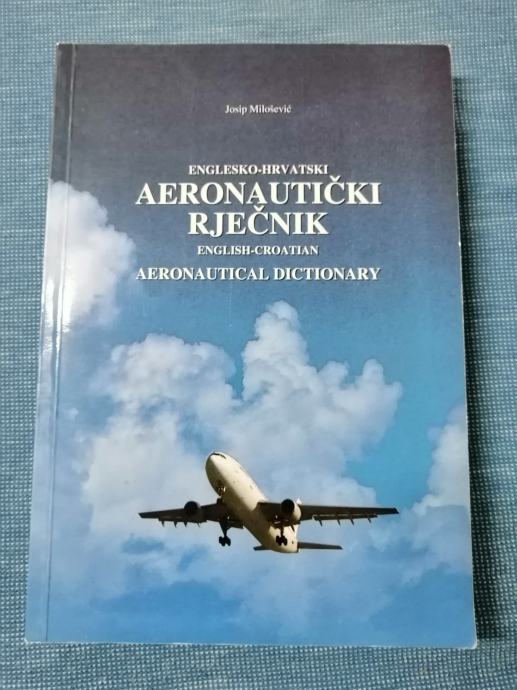 Josip Milošević
ENGLESKO-HRVATSKI
AERONAUTIČKI
RJEČNIK
ENGLISH-CROATIAN
AERONAUTICAL DICTIONARY